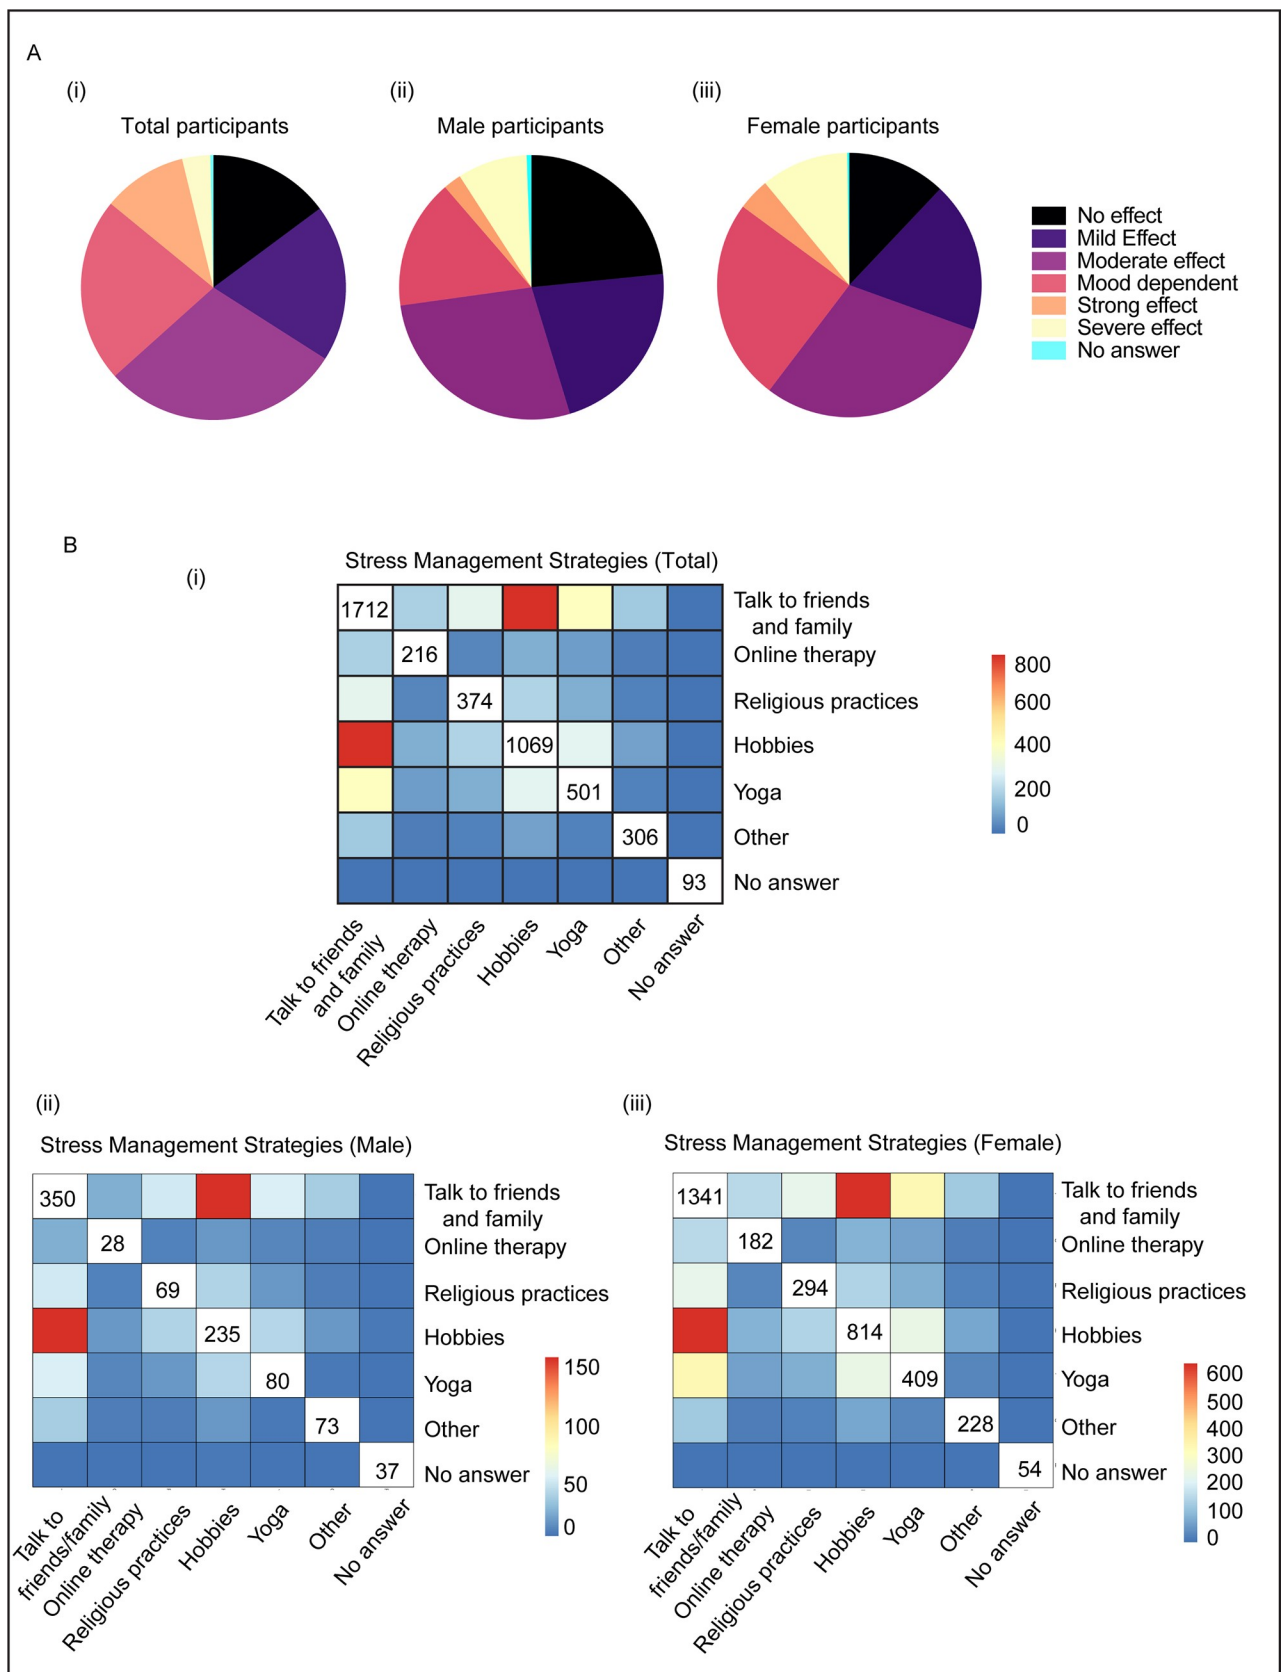 A
(i)
(ii)
(iii)
Total participants
Male participants
Female participants
No effect
Mild Effect
Moderate effect
Mood dependent
Strong effect
Severe effect
No answer
B
(i)
Stress Management Strategies (Total)
1712
216
374
1069
501
306
93
Talk to friends
and family
Online therapy
Religious practices
Hobbies
Yoga
Other
No answer
800
600
400
200
0
Talk to friends
and family
Online therapy
Religious practices
Hobbies
Yoga
Other
No answer
(ii)
Stress Management Strategies (Male)
350
28
69
235
80
73
37
Talk to friends
and family
Online therapy
Religious practices
Hobbies
Yoga
Other
No answer
150
100
50
0
Talk to
friends/family
Online therapy
Religious practices
Hobbies
Yoga
Other
No answer
(iii)
Stress Management Strategies (Female)
1341
182
294
814
409
228
54
Talk to friends
and family
Online therapy
Religious practices
Hobbies
Yoga
Other
No answer
600
500
400
300
200
100
0
Talk to
friends/family
Online therapy
Religious practices
Hobbies
Yoga
Other
No answer